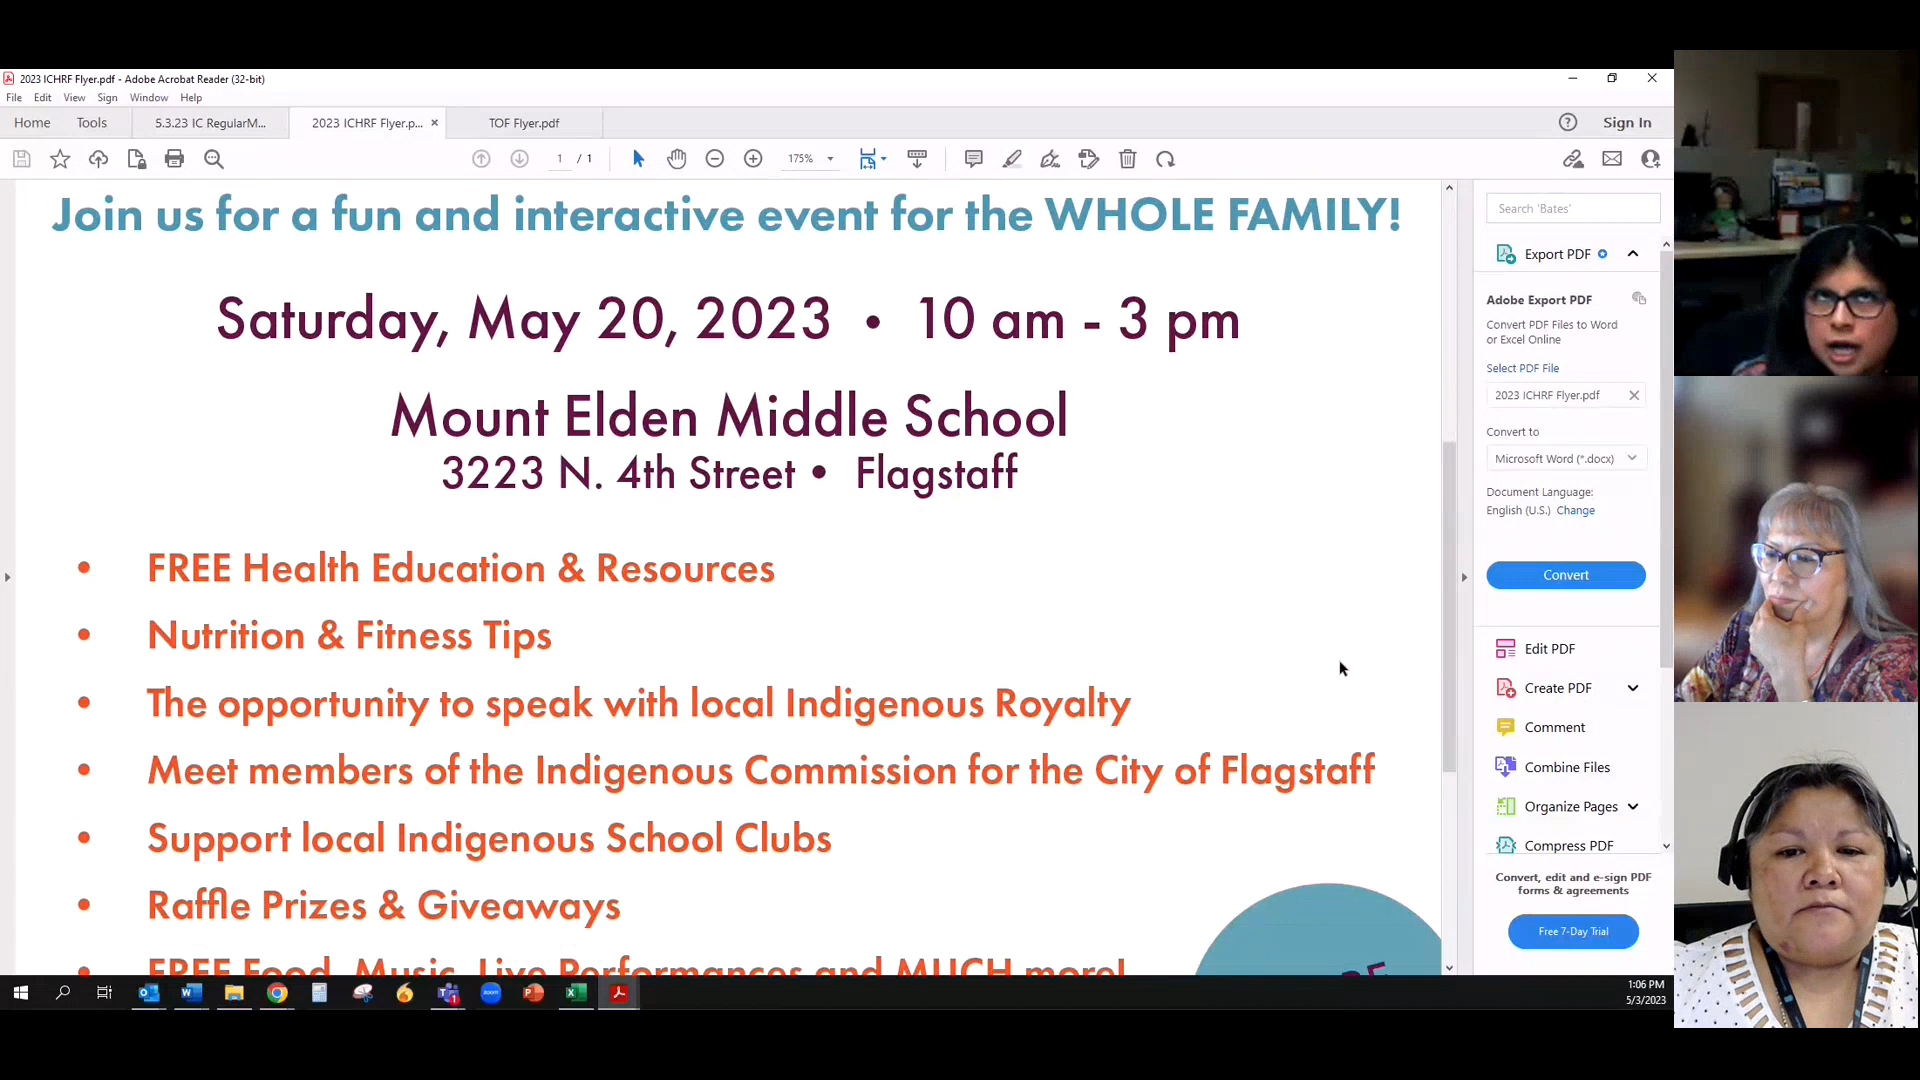 2023 ICHRF Flyer.pdf - Adobe Acrobat Reader (32-bit)
File Edit View Sign Window Help
Home Tools 5.3.23 IC RegularM... 2023 ICHRF Flyer.p... × TOF Flyer.pdf Sign In
1 / 1 175%
Join us for a fun and interactive event for the WHOLE FAMILY!
Saturday, May 20, 2023 • 10 am - 3 pm
Mount Elden Middle School
3223 N. 4th Street • Flagstaff
• FREE Health Education & Resources
• Nutrition & Fitness Tips
• The opportunity to speak with local Indigenous Royalty
• Meet members of the Indigenous Commission for the City of Flagstaff
• Support local Indigenous School Clubs
• Raffle Prizes & Giveaways
• FREE Food, Music, Live Performances and MUCH more!
Search 'Bates'
Export PDF
Adobe Export PDF
Convert PDF Files to Word
or Excel Online
Select PDF File
2023 ICHRF Flyer.pdf
Convert to
Microsoft Word (*.docx)
Document Language:
English (U.S.) Change
Convert
Edit PDF
Create PDF
Comment
Combine Files
Organize Pages
Compress PDF
Convert, edit and e-sign PDF
forms & agreements
Free 7-Day Trial
1:06 PM
5/3/2023